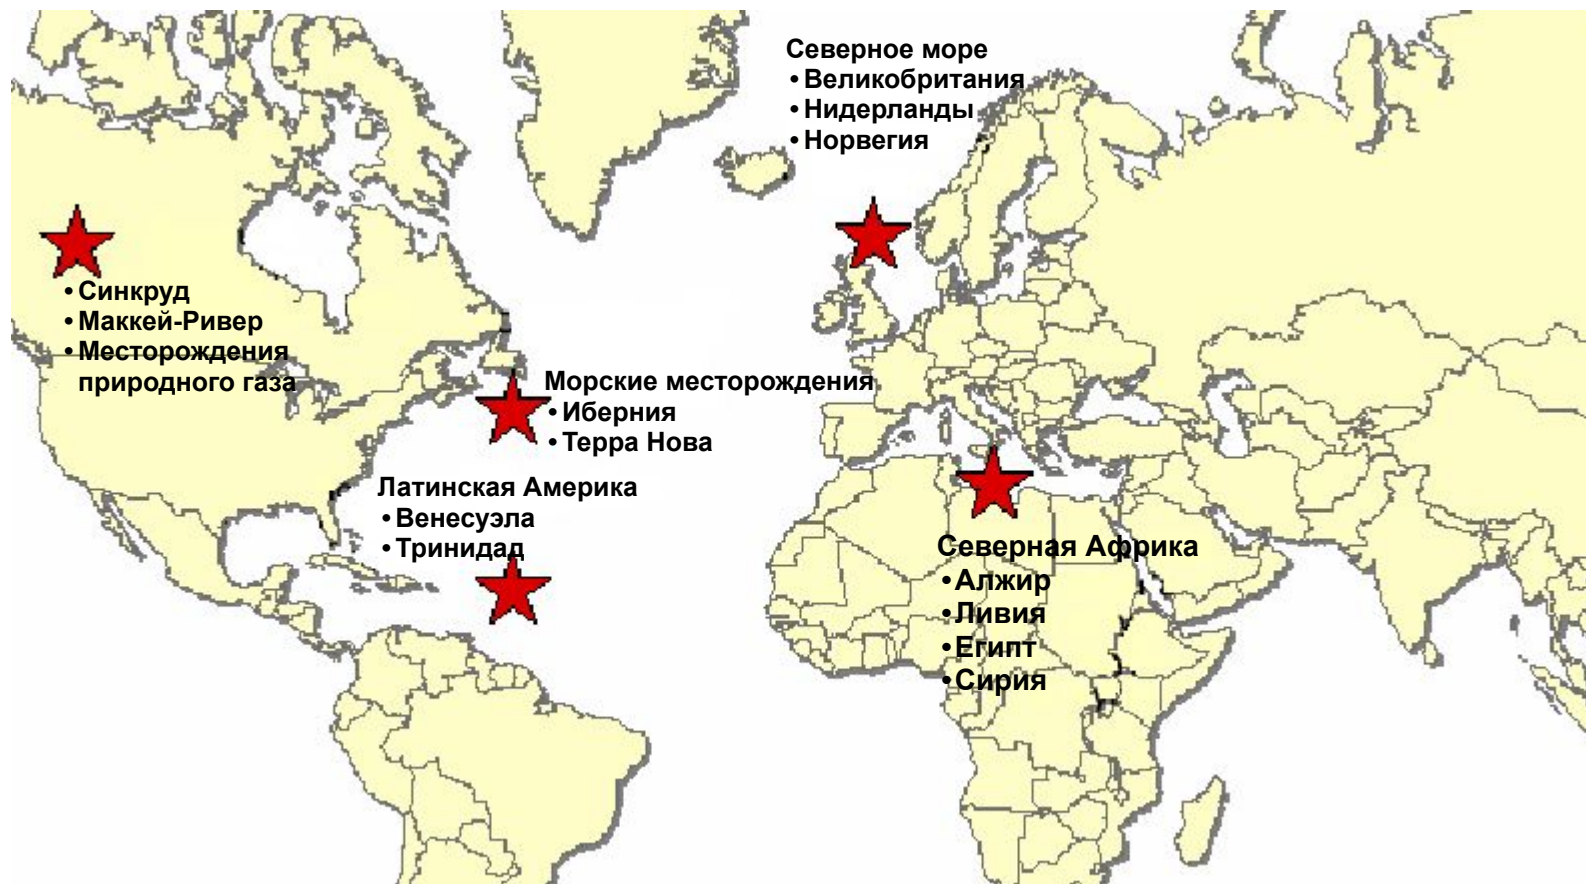 Северное море
•Великобритания
•Нидерланды
•Норвегия
•Синкруд
•Маккей-Ривер
•Месторождения
природного газа
Морские месторождения
•Иберния
•Терра Нова
Латинская Америка
•Венесуэла
•Тринидад
Северная Африка
•Алжир
•Ливия
•Египт
•Сирия